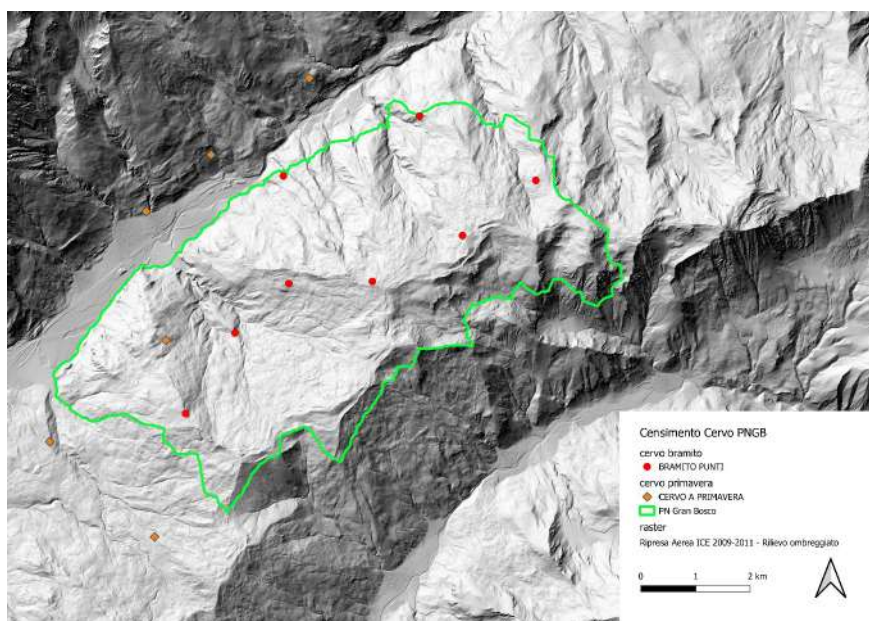 Censimento Cervo PNGB
cervo bramito
BRAMITO PUNTI
cervo primavera
CERVO A PRIMAVERA
PN Gran Bosco
raster
Ripresa Aerea ICE 2009-2011 - Rilievo ombreggiato
0 1 2 km